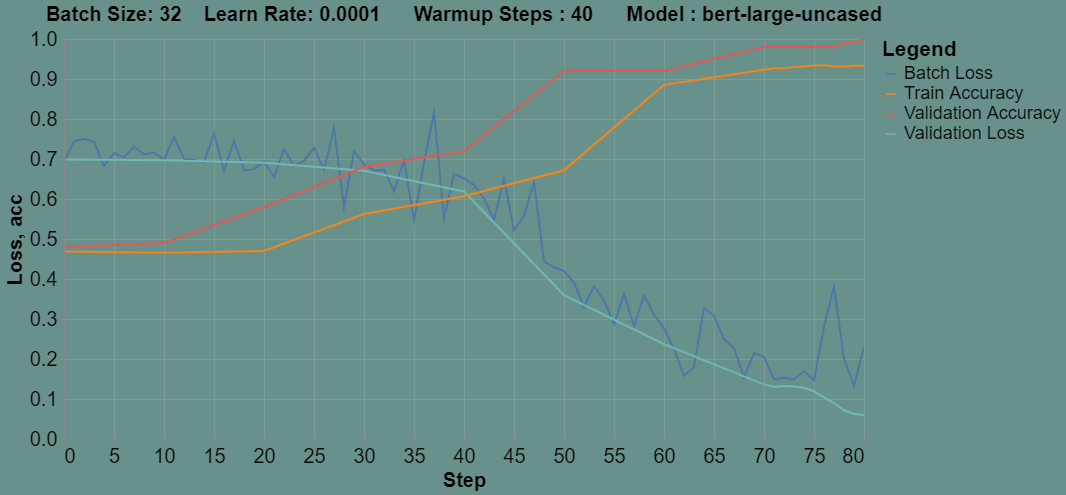 Batch Size: 32 Learn Rate: 0.0001 Warmup Steps : 40 Model : bert-large-uncased
Legend
Batch Loss
Train Accuracy
Validation Accuracy
Validation Loss
Loss, acc
1.0
0.9
0.8
0.7
0.6
0.5
0.4
0.3
0.2
0.1
0.0
0 5 10 15 20 25 30 35 40 45 50 55 60 65 70 75 80
Step